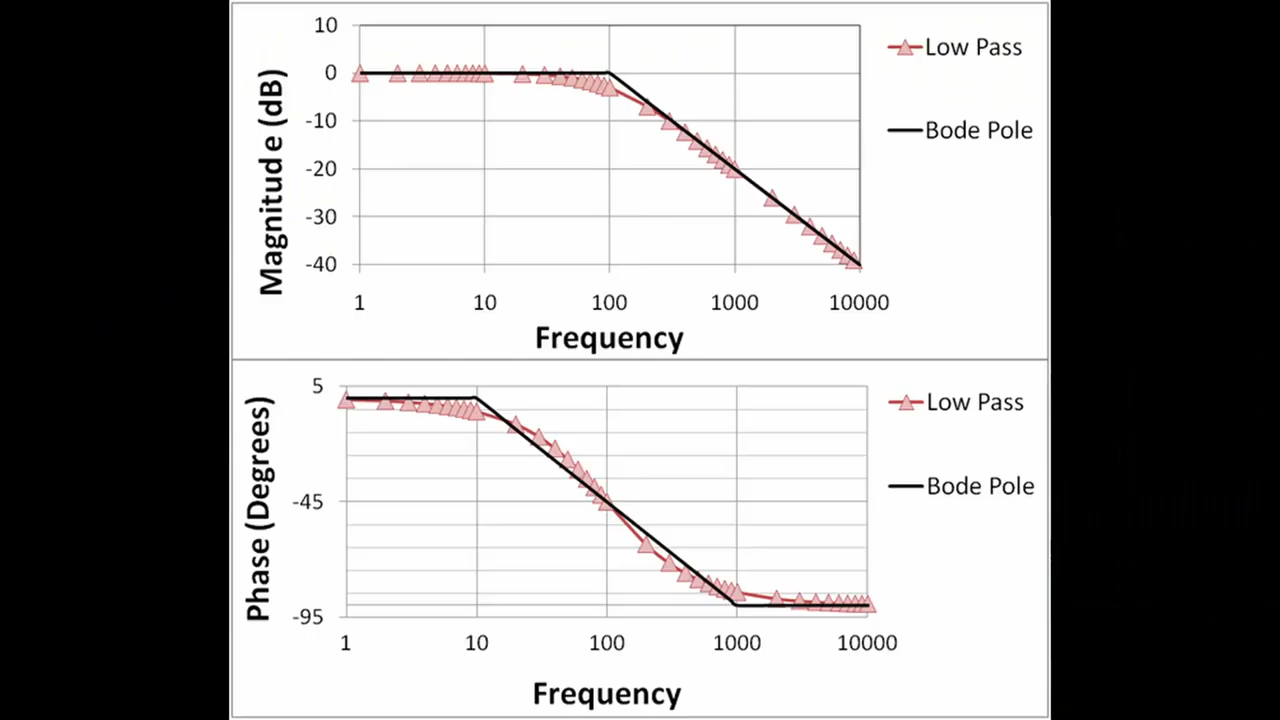 10
0
-10
-20
-30
-40
Magnitude (dB)
1 10 100 1000 10000
Frequency
Low Pass
Bode Pole
5
-45
-95
Phase (Degrees)
1 10 100 1000 10000
Frequency
Low Pass
Bode Pole